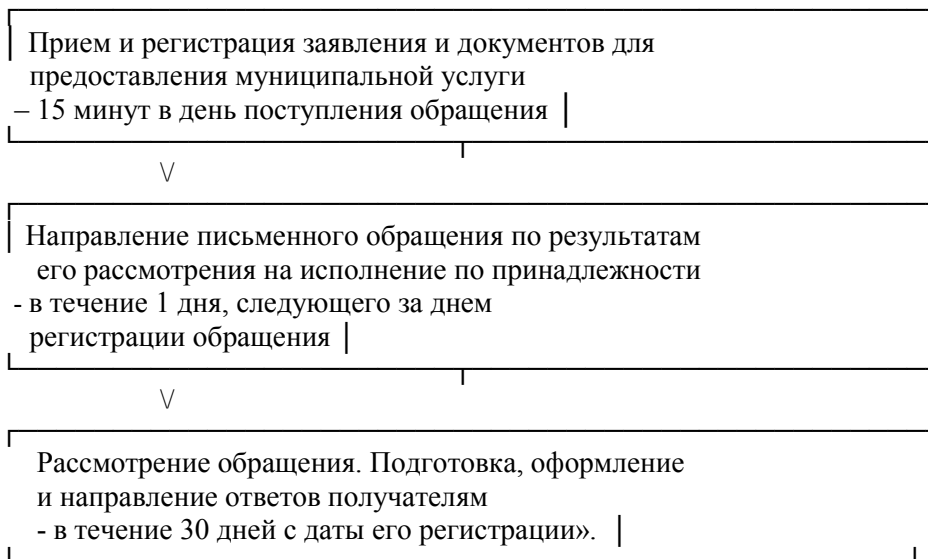 Прием и регистрация заявления и документов для
предоставления муниципальной услуги
– 15 минут в день поступления обращения
\/
Направление письменного обращения по результатам
его рассмотрения на исполнение по принадлежности
- в течение 1 дня, следующего за днем
регистрации обращения
\/
Рассмотрение обращения. Подготовка, оформление
и направление ответов получателям
- в течение 30 дней с даты его регистрации».